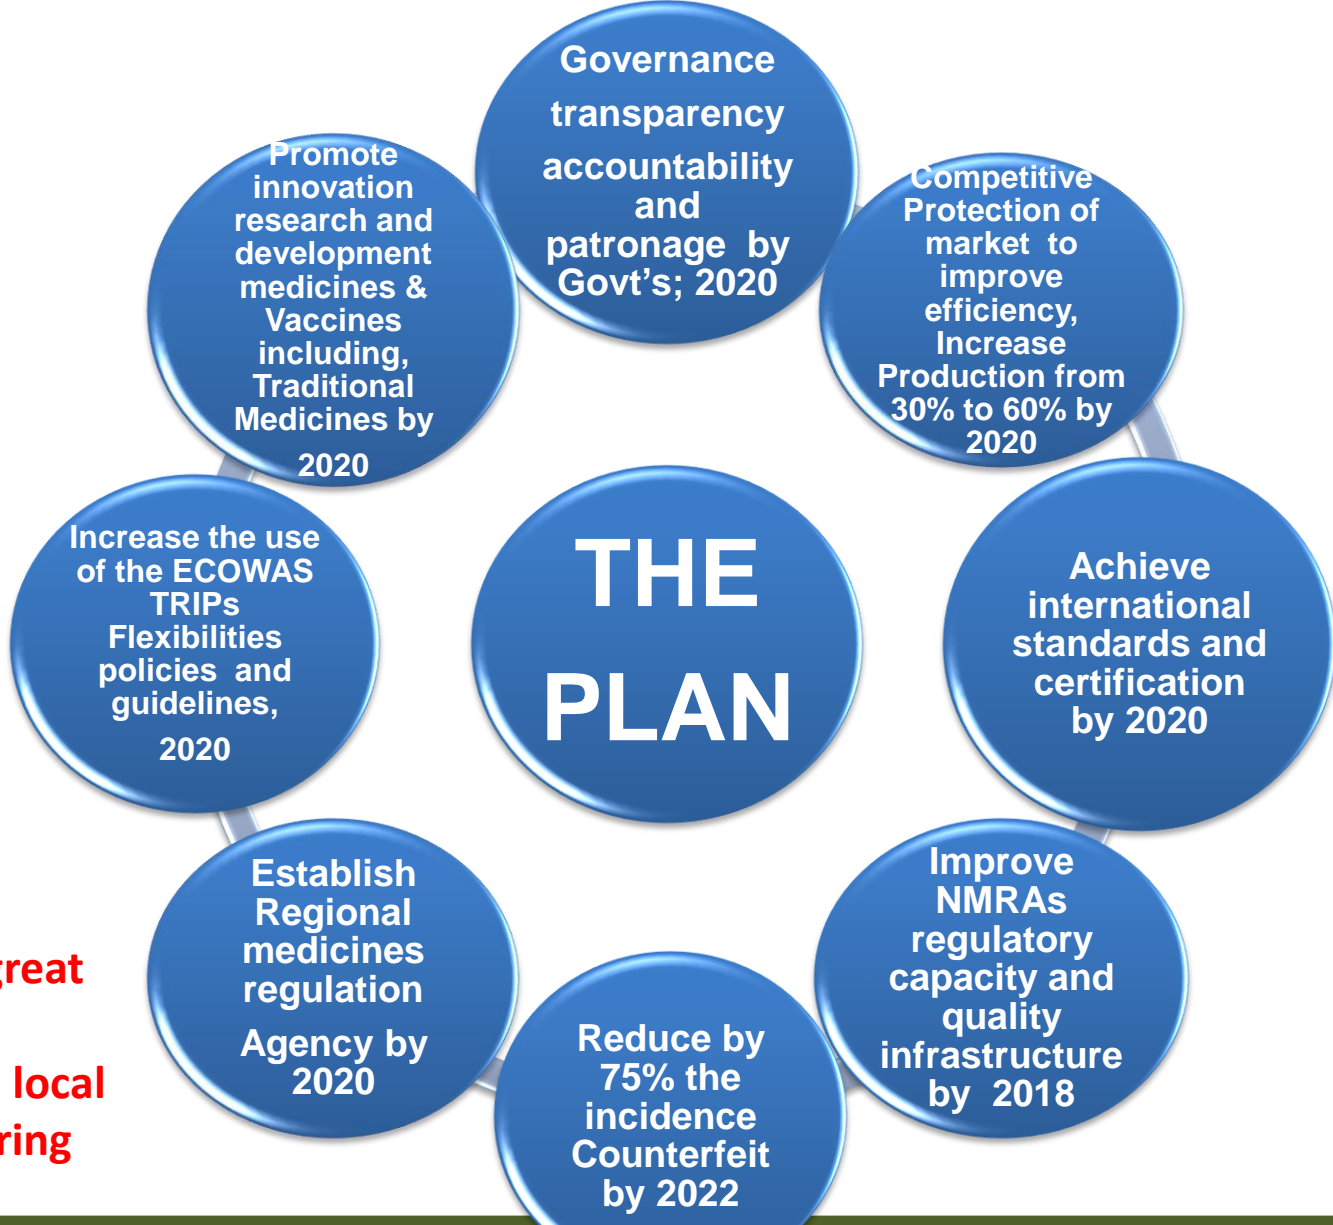 Governance
transparency
accountability
and
patronage by
Govt's; 2020
Competitive
Protection of
market to
improve
efficiency,
Increase
Production from
30% to 60% by
2020
Achieve
international
standards and
certification
by 2020
Improve
NMRAs
regulatory
capacity and
quality
infrastructure
by 2018
Reduce by
75% the
incidence
Counterfeit
by 2022
Establish
Regional
medicines
regulation
Agency by
2020
Increase the use
of the ECOWAS
TRIPs
Flexibilities
policies and
guidelines,
2020
Promote
innovation
research and
development
medicines &
Vaccines
including,
Traditional
Medicines by
2020
THE
PLAN
great
local
ring